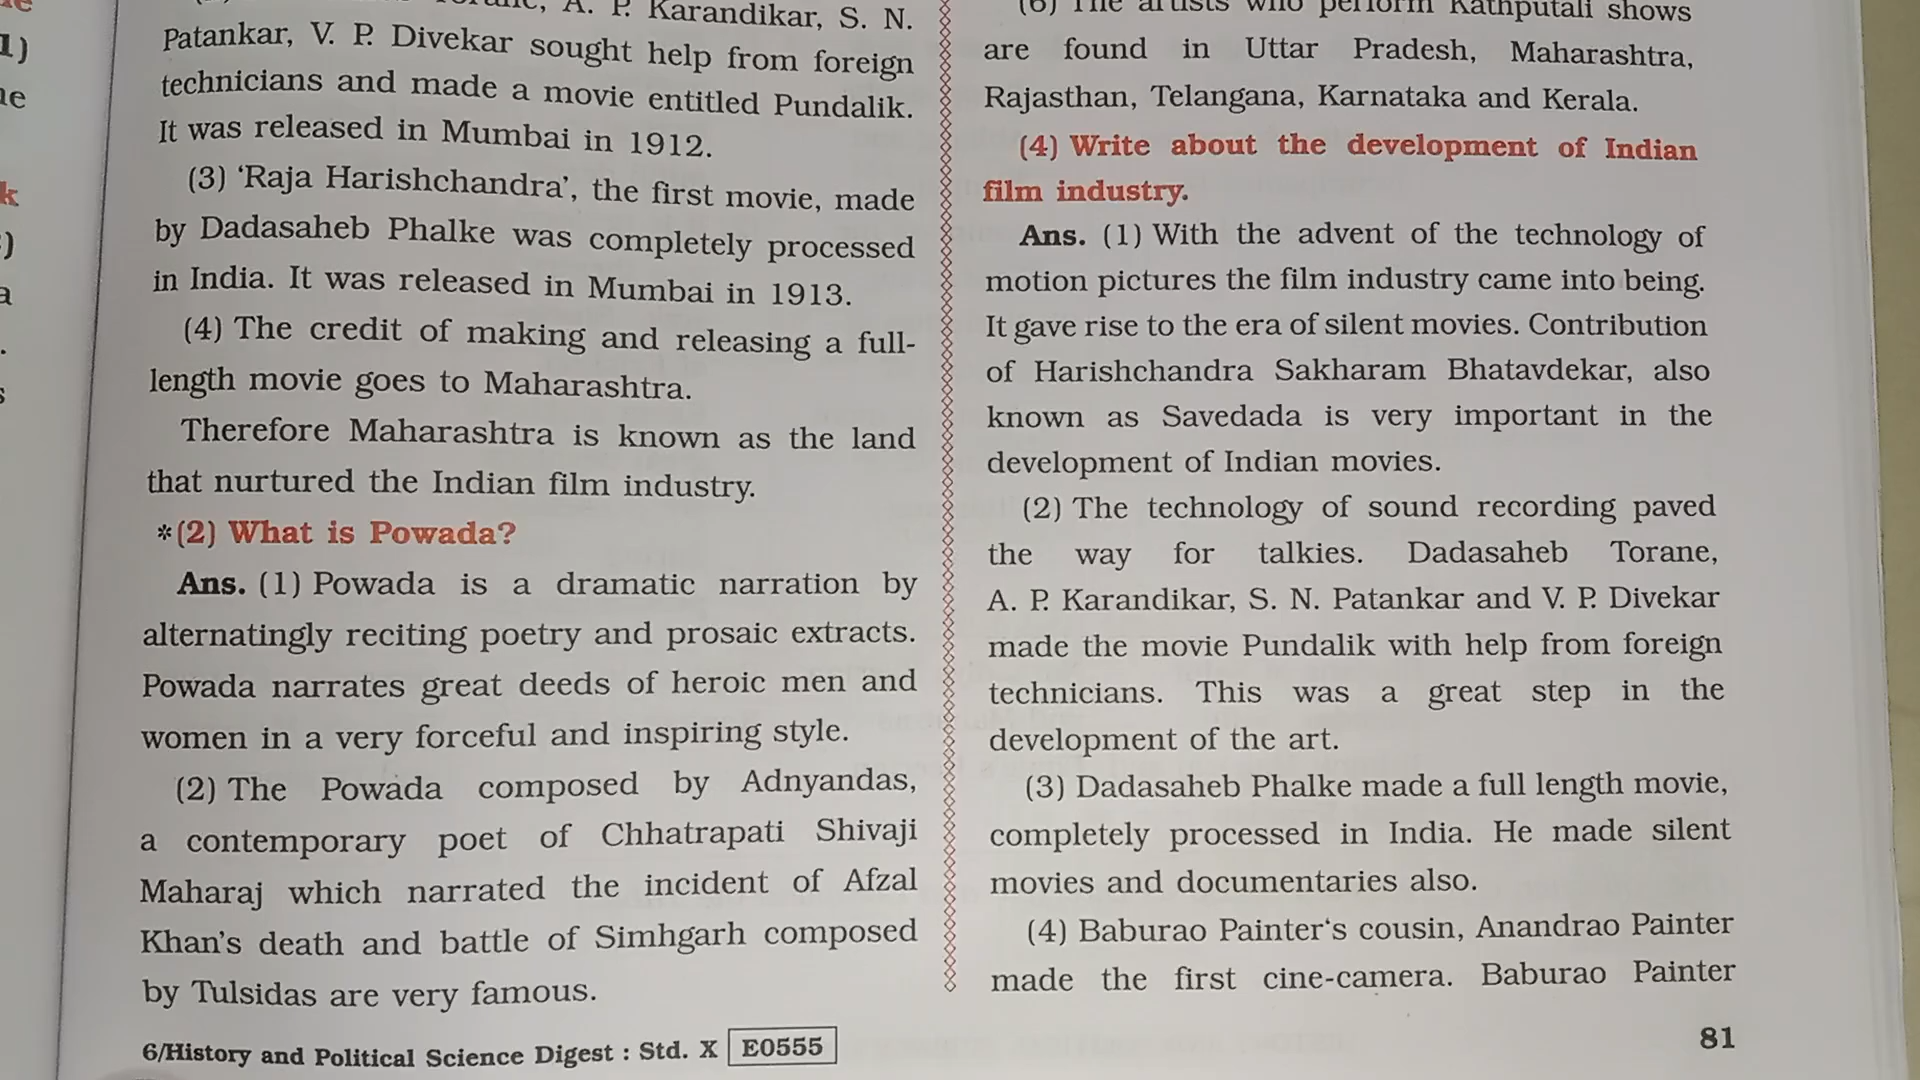 A. P. Karandikar, S. N.
Patankar, V. P. Divekar sought help from foreign
technicians and made a movie entitled Pundalik.
It was released in Mumbai in 1912.
(3) ‘Raja Harishchandra’, the first movie, made
by Dadasaheb Phalke was completely processed
in India. It was released in Mumbai in 1913.
(4) The credit of making and releasing a full-
length movie goes to Maharashtra.
Therefore Maharashtra is known as the land
that nurtured the Indian film industry.
*(2) What is Powada?
Ans. (1) Powada is a dramatic narration by
alternatingly reciting poetry and prosaic extracts.
Powada narrates great deeds of heroic men and
women in a very forceful and inspiring style.
(2) The Powada composed by Adnyandas,
a contemporary poet of Chhatrapati Shivaji
Maharaj which narrated the incident of Afzal
Khan’s death and battle of Simhgarh composed
by Tulsidas are very famous.
(6) The artists who perform Kathputali shows
are found in Uttar Pradesh, Maharashtra,
Rajasthan, Telangana, Karnataka and Kerala.
(4) Write about the development of Indian
film industry.
Ans. (1) With the advent of the technology of
motion pictures the film industry came into being.
It gave rise to the era of silent movies. Contribution
of Harishchandra Sakharam Bhatavdekar, also
known as Savedada is very important in the
development of Indian movies.
(2) The technology of sound recording paved
the way for talkies. Dadasaheb Torane,
A. P. Karandikar, S. N. Patankar and V. P. Divekar
made the movie Pundalik with help from foreign
technicians. This was a great step in the
development of the art.
(3) Dadasaheb Phalke made a full length movie,
completely processed in India. He made silent
movies and documentaries also.
(4) Baburao Painter‘s cousin, Anandrao Painter
made the first cine-camera. Baburao Painter
6/History and Political Science Digest : Std. X E0555
81